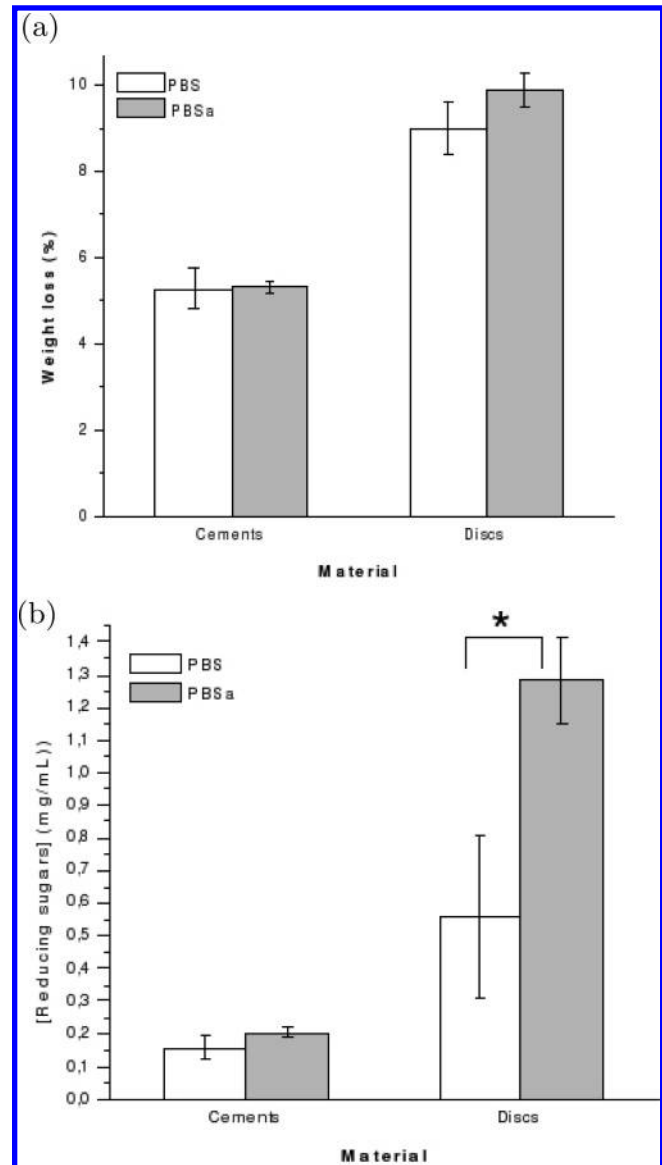 (a)
PBS
PBSa
10
8
6
4
2
0
Weight loss (%)
Cements
Discs
Material
(b)
*
PBS
PBSa
1,4
1,3
1,2
1,1
1,0
0,9
0,8
0,7
0,6
0,5
0,4
0,3
0,2
0,1
0,0
[Reducing sugars] (mg/mL))
Cements
Discs
Material